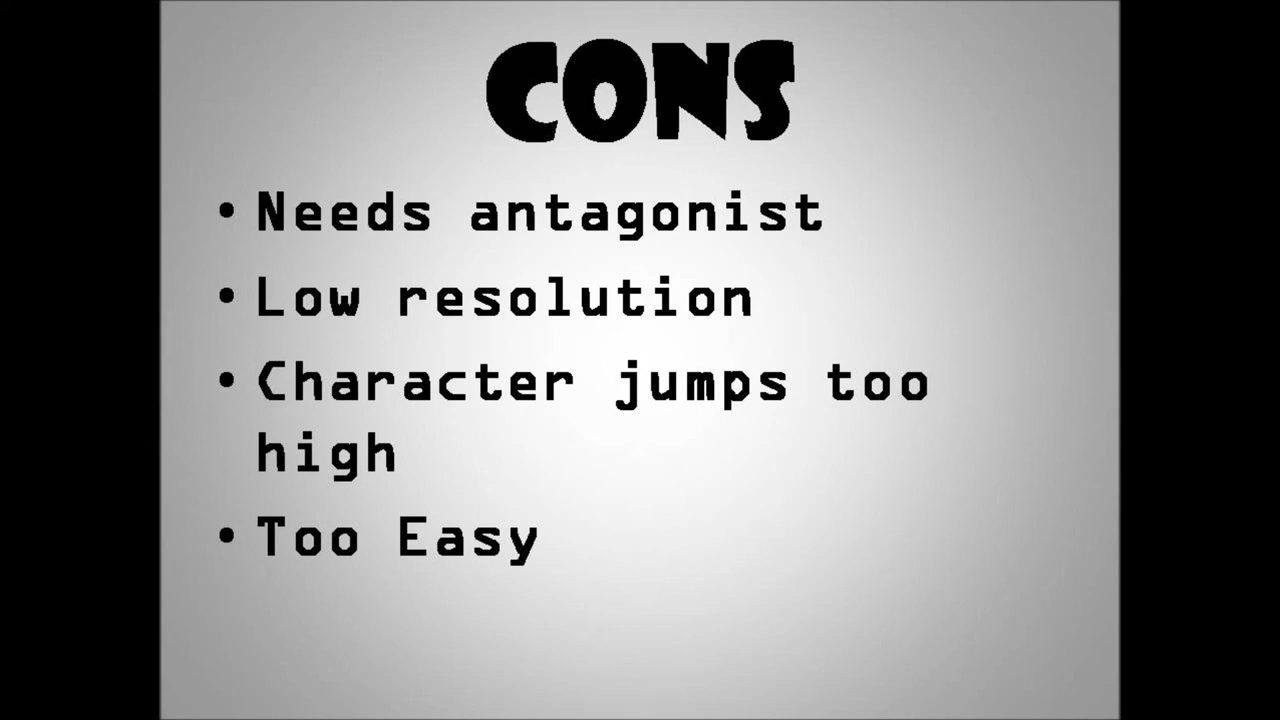 CONS
• Needs antagonist
• Low resolution
• Character jumps too
high
• Too Easy